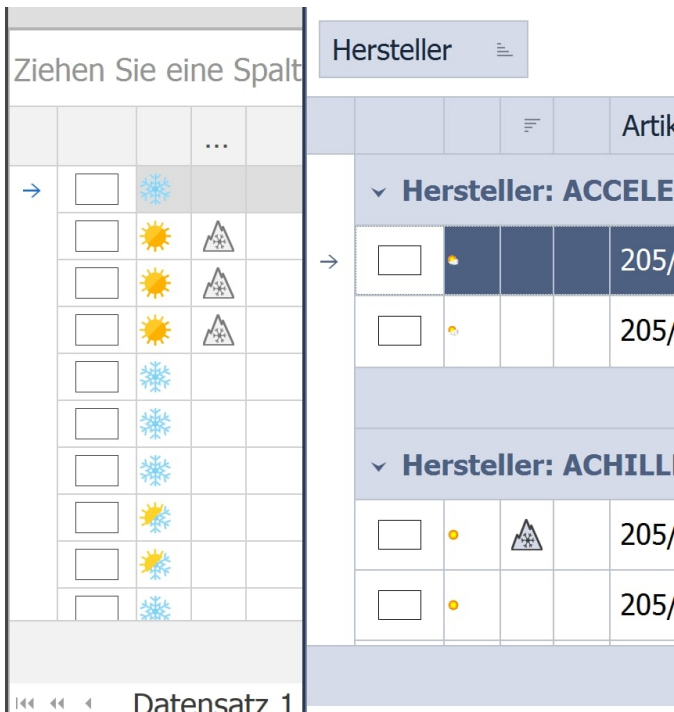 Ziehen Sie eine Spalt
...
Datensatz 1
Hersteller
Artik
Hersteller: ACCELE
205/
205/
Hersteller: ACHILL
205/
205/